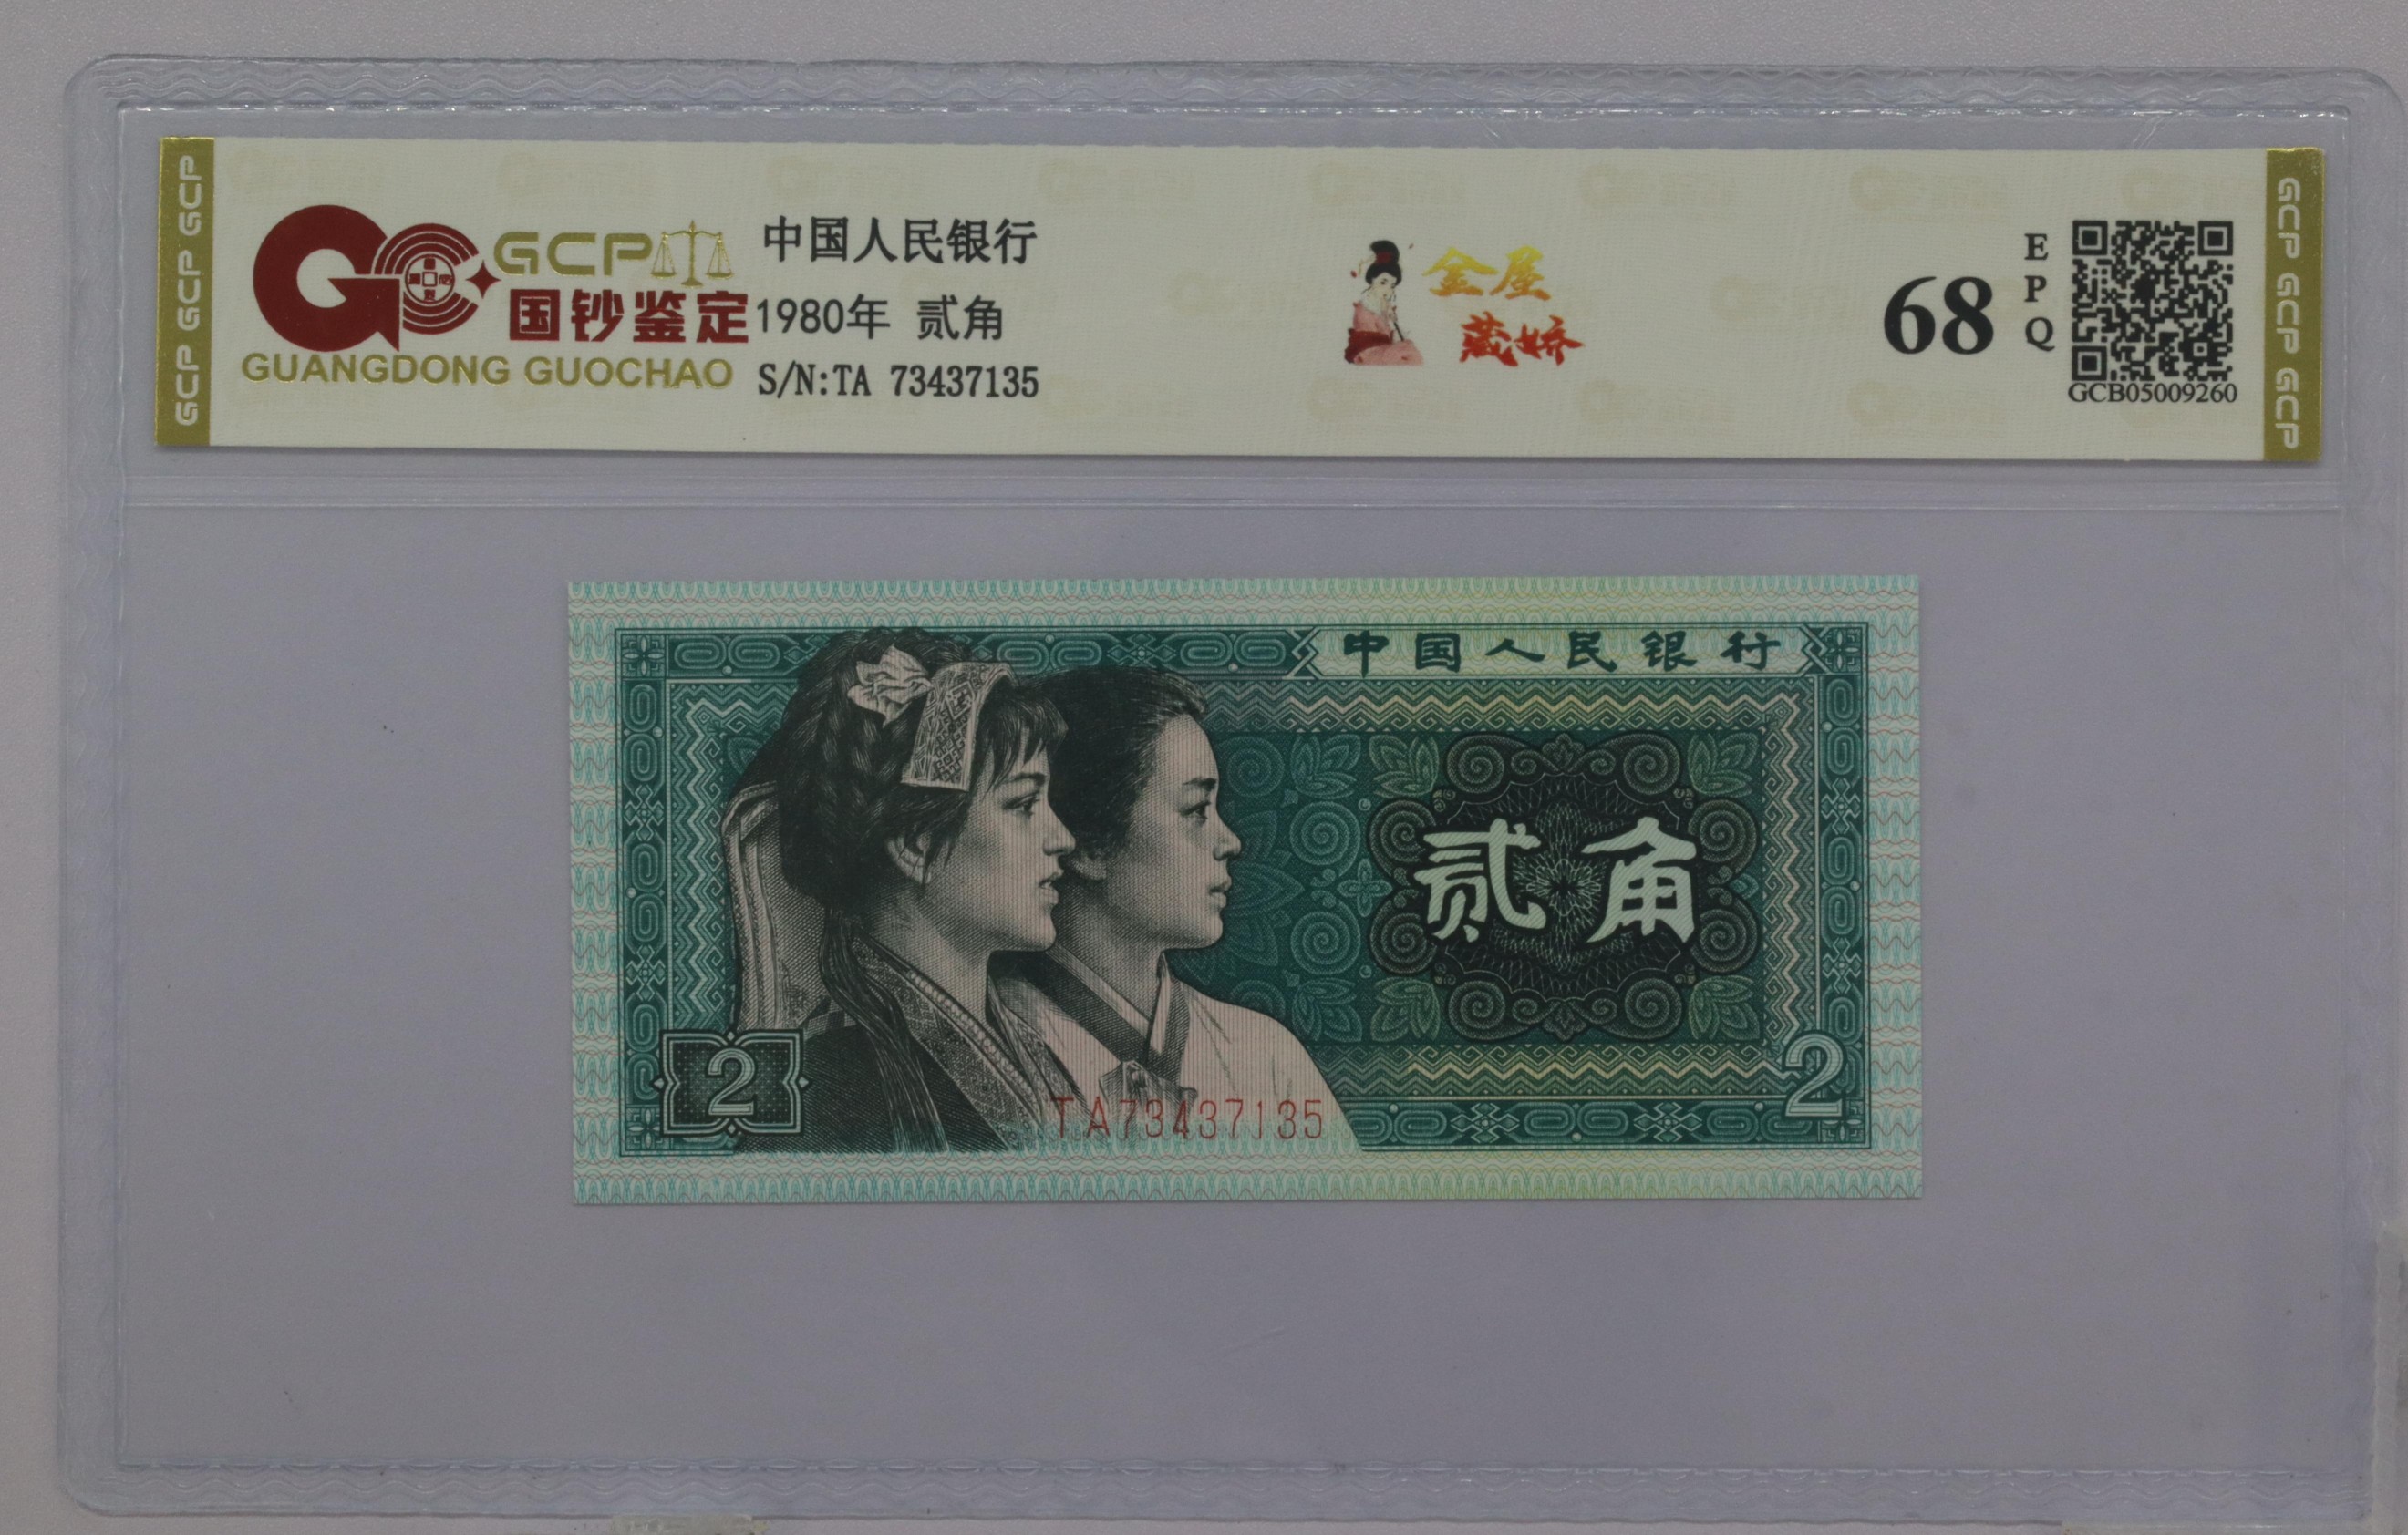 GCP GCP GCP
GCP
国钞鉴定
GUANGDONG GUOCHAO
中国人民银行
1980年 贰角
S/N:TA 73437135
金屋
藏娇
68
EPQ
GCB05009260
GCP GCP GCP
中国人民银行
贰角
2
2
TA73437135